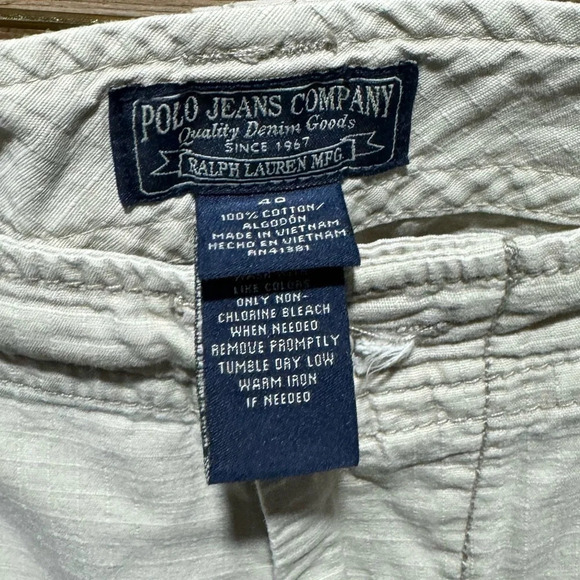 POLO JEANS COMPANY
Quality Denim Goods
SINCE 1967
RALPH LAUREN MFG.
40
100% COTTON/
ALGODÓN
MADE IN VIETNAM
HECHO EN VIETNAM
RN41381
LIKE COLORS
ONLY NON-
CHLORINE BLEACH
WHEN NEEDED
REMOVE PROMPTLY
TUMBLE DRY LOW
WARM IRON
IF NEEDED